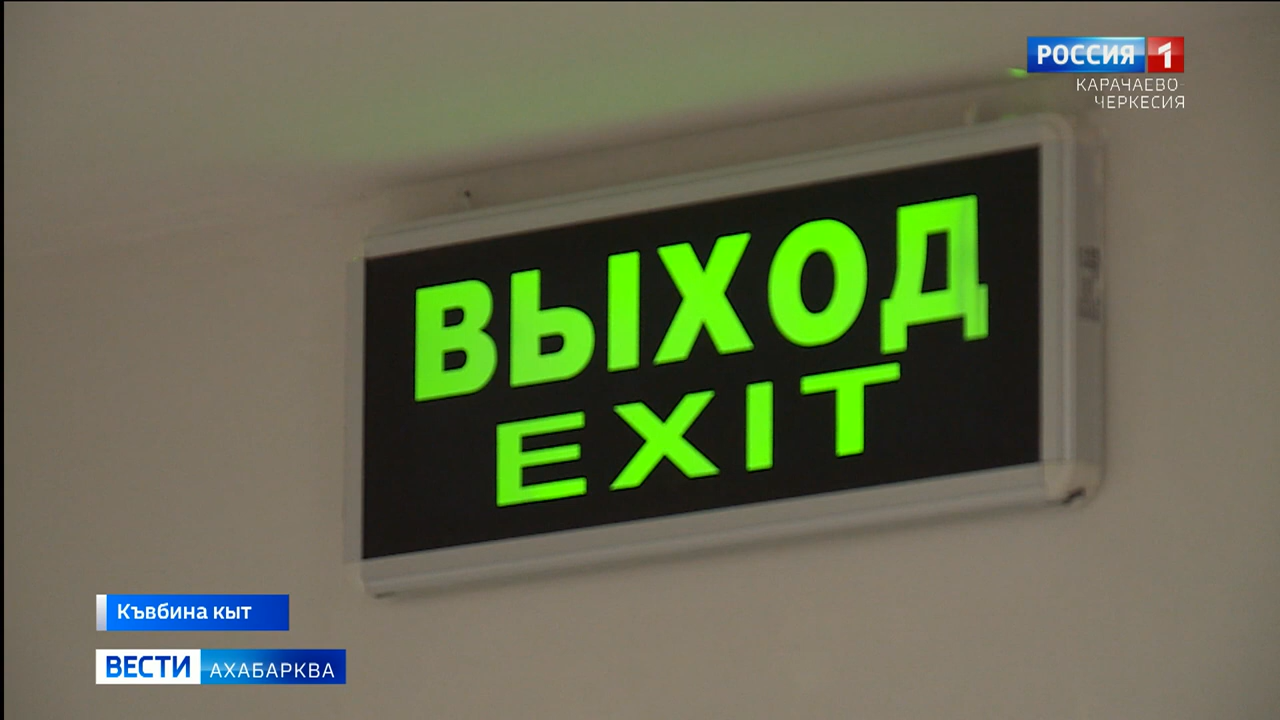 РОССИЯ 1
КАРАЧАЕВО-
ЧЕРКЕСИЯ
ВЫХОД
EXIT
Къвбина кыт
ВЕСТИ АХАБАРКВА